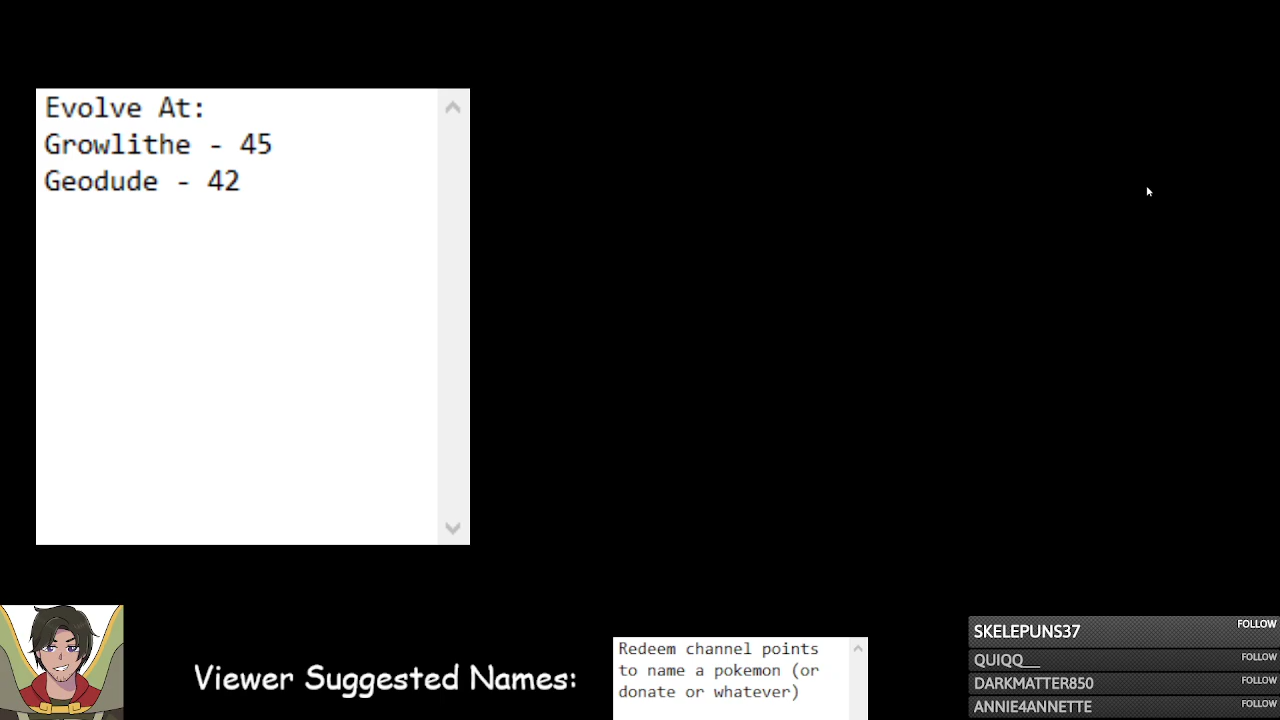 Evolve At:
Growlithe - 45
Geodude - 42
Viewer Suggested Names:
Redeem channel points
to name a pokemon (or
donate or whatever)
SKELEPUNS37 FOLLOW
QUIQQ__ FOLLOW
DARKMATTER850 FOLLOW
ANNIE4ANNETTE FOLLOW